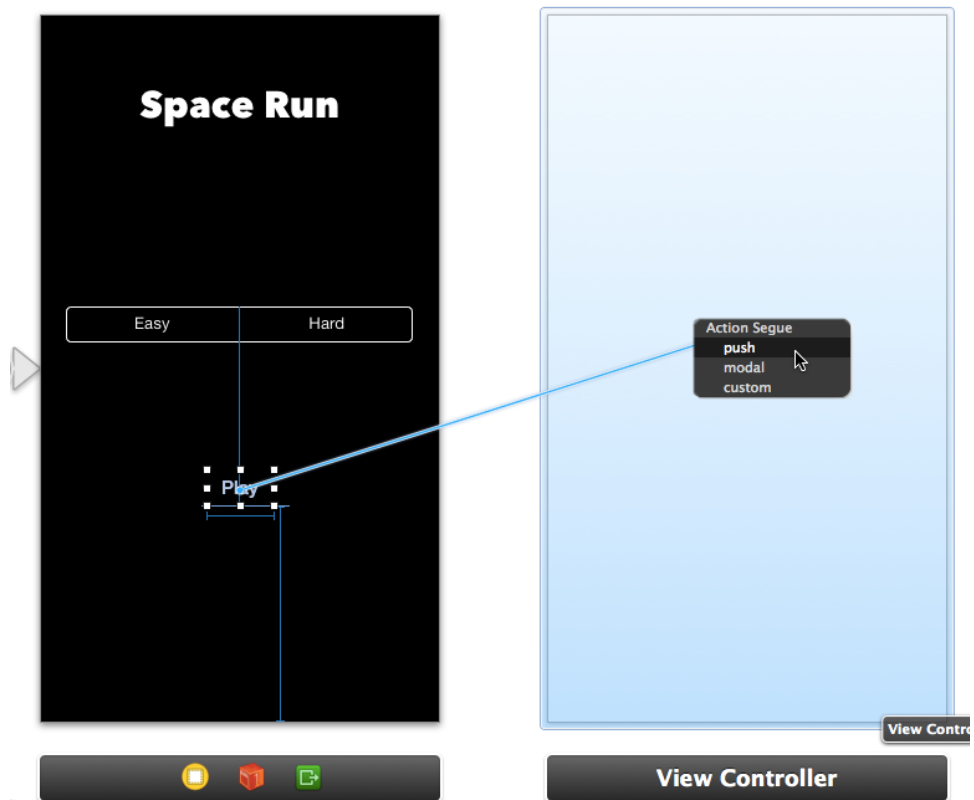 Space Run
Easy
Hard
Play
Action Segue
push
modal
custom
View Contro
View Controller